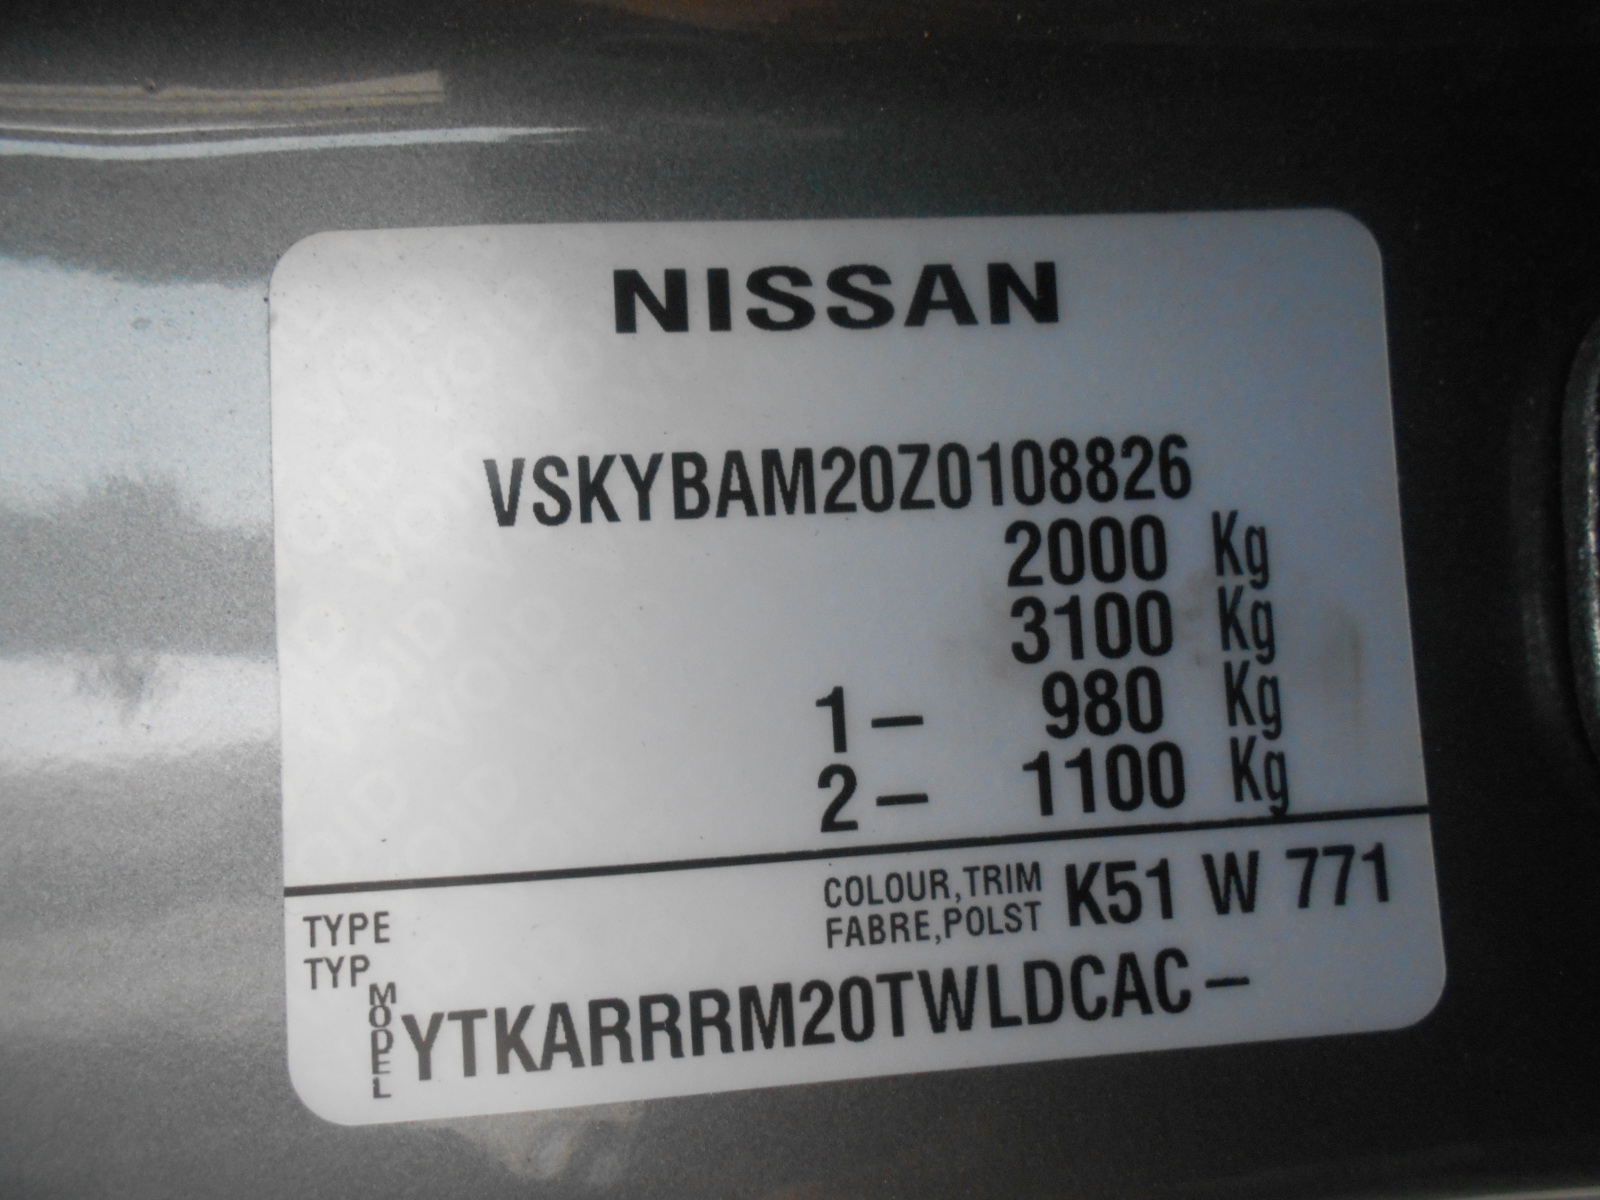 NISSAN
VSKYBAM20Z0108826
2000 Kg
3100 Kg
1- 980 Kg
2- 1100 Kg
TYPE
TYP
COLOUR,TRIM
FABRE,POLST
K51 W 771
MODEL
YTKARRRM20TWLDCAC-